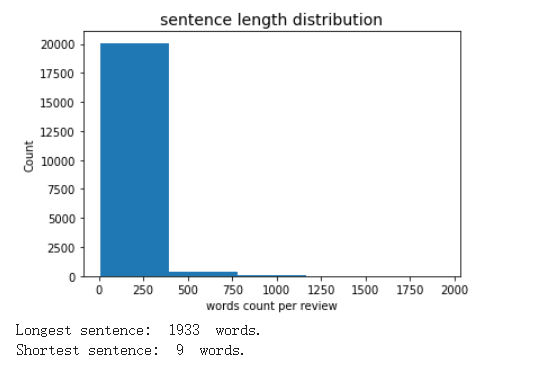 sentence length distribution
20000
17500
15000
12500
10000
7500
5000
2500
0
Count
0 250 500 750 1000 1250 1500 1750 2000
words count per review
Longest sentence: 1933 words.
Shortest sentence: 9 words.